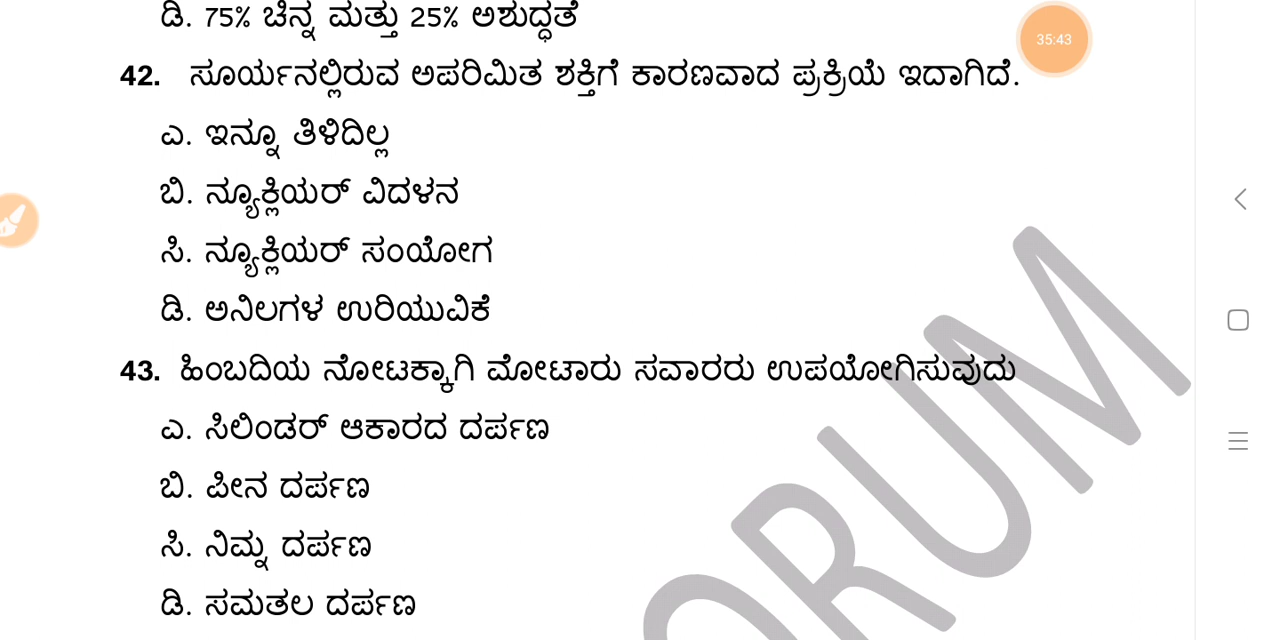 ಡಿ. 75% ಚಿನ್ನ ಮತ್ತು 25% ಅಶುದ್ಧತೆ
35:43
42. ಸೂರ್ಯನಲ್ಲಿರುವ ಅಪರಿಮಿತ ಶಕ್ತಿಗೆ ಕಾರಣವಾದ ಪ್ರಕ್ರಿಯೆ ಇದಾಗಿದೆ.
ಎ. ಇನ್ನೂ ತಿಳಿದಿಲ್ಲ
ಬಿ. ನ್ಯೂಕ್ಲಿಯರ್ ವಿದಳನ
ಸಿ. ನ್ಯೂಕ್ಲಿಯರ್ ಸಂಯೋಗ
ಡಿ. ಅನಿಲಗಳ ಉರಿಯುವಿಕೆ
43. ಹಿಂಬದಿಯ ನೋಟಕ್ಕಾಗಿ ಮೋಟಾರು ಸವಾರರು ಉಪಯೋಗಿಸುವುದು
ಎ. ಸಿಲಿಂಡರ್ ಆಕಾರದ ದರ್ಪಣ
ಬಿ. ಪೀನ ದರ್ಪಣ
ಸಿ. ನಿಮ್ನ ದರ್ಪಣ
ಡಿ. ಸಮತಲ ದರ್ಪಣ
ORUM